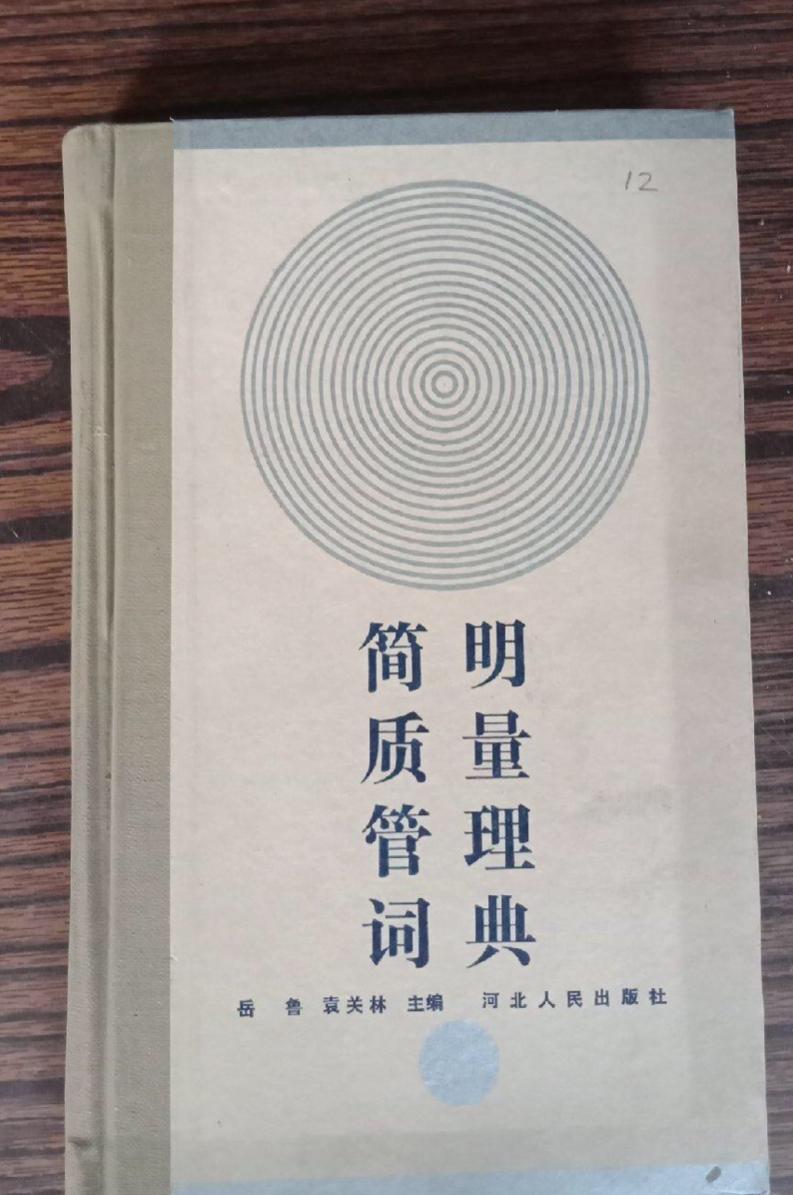 12
简明
质量
管理
词典
岳 鲁 袁关林 主编 河北人民出版社